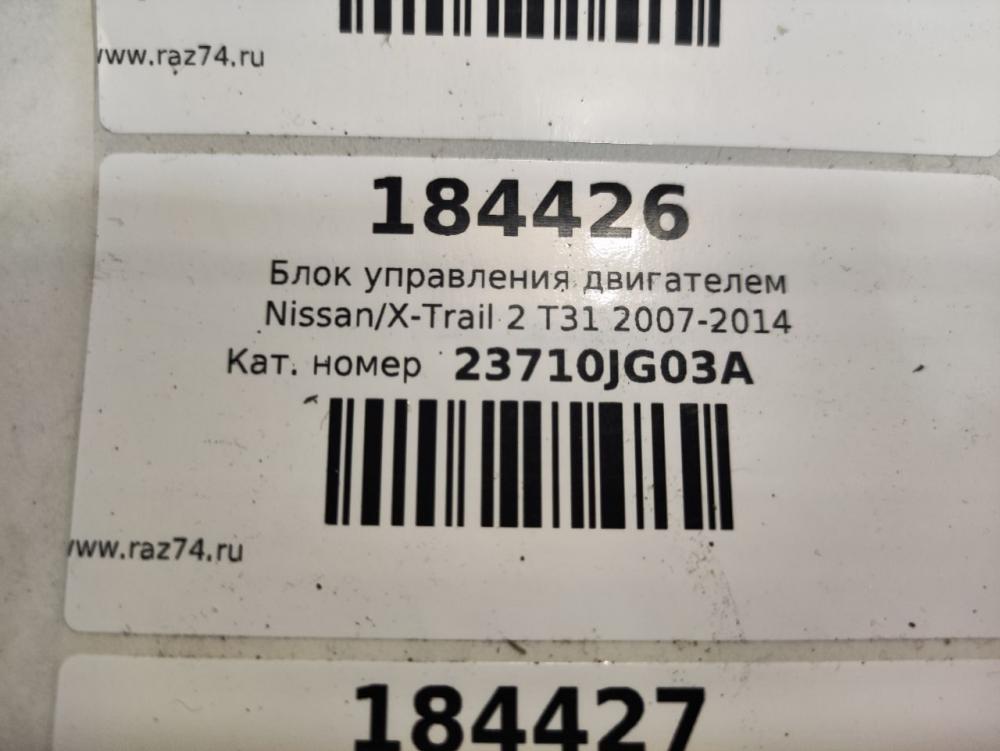 www.raz74.ru
184426
Блок управления двигателем
Nissan/X-Trail 2 T31 2007-2014
Кат. номер 23710JG03A
www.raz74.ru
184427